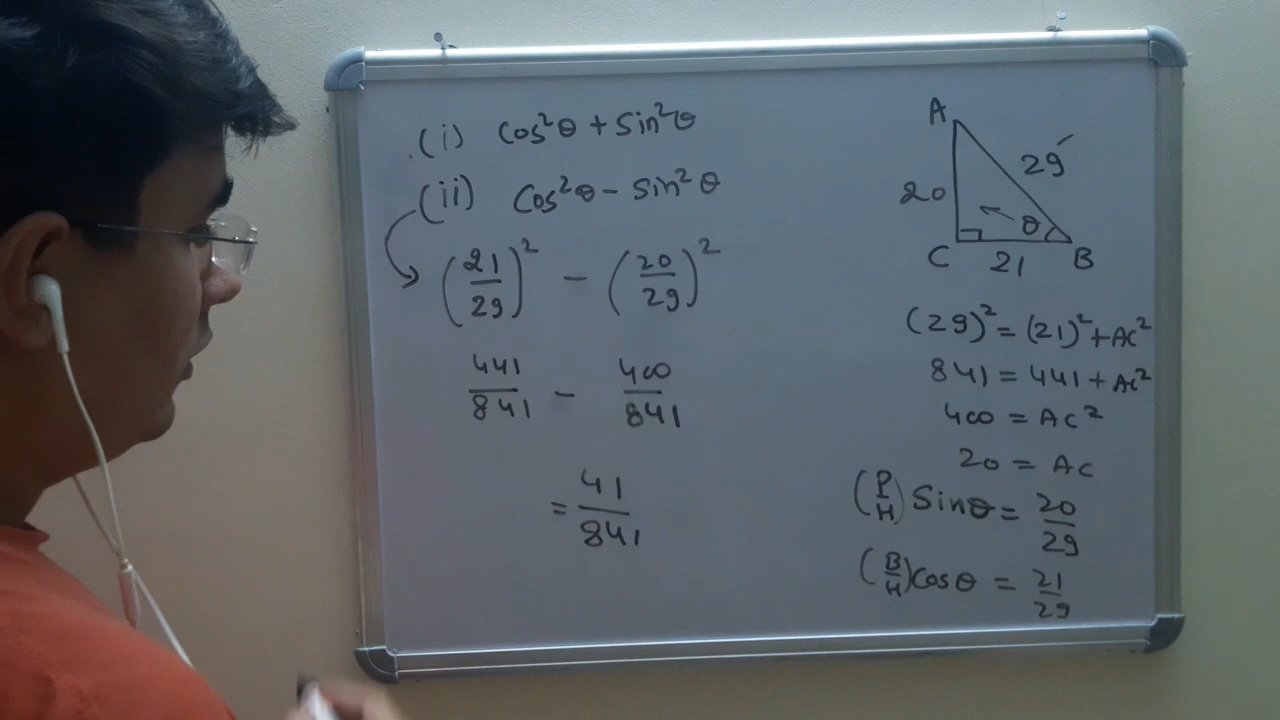 (i) cos²θ + sin²θ
(ii) cos²θ - sin²θ
(21/29)² - (20/29)²
441/841 - 400/841
= 41/841
A
20
29
θ
C
21
B
(29)² = (21)² + AC²
841 = 441 + AC²
400 = AC²
20 = AC
(P/H) Sinθ = 20/29
(B/H) cosθ = 21/29